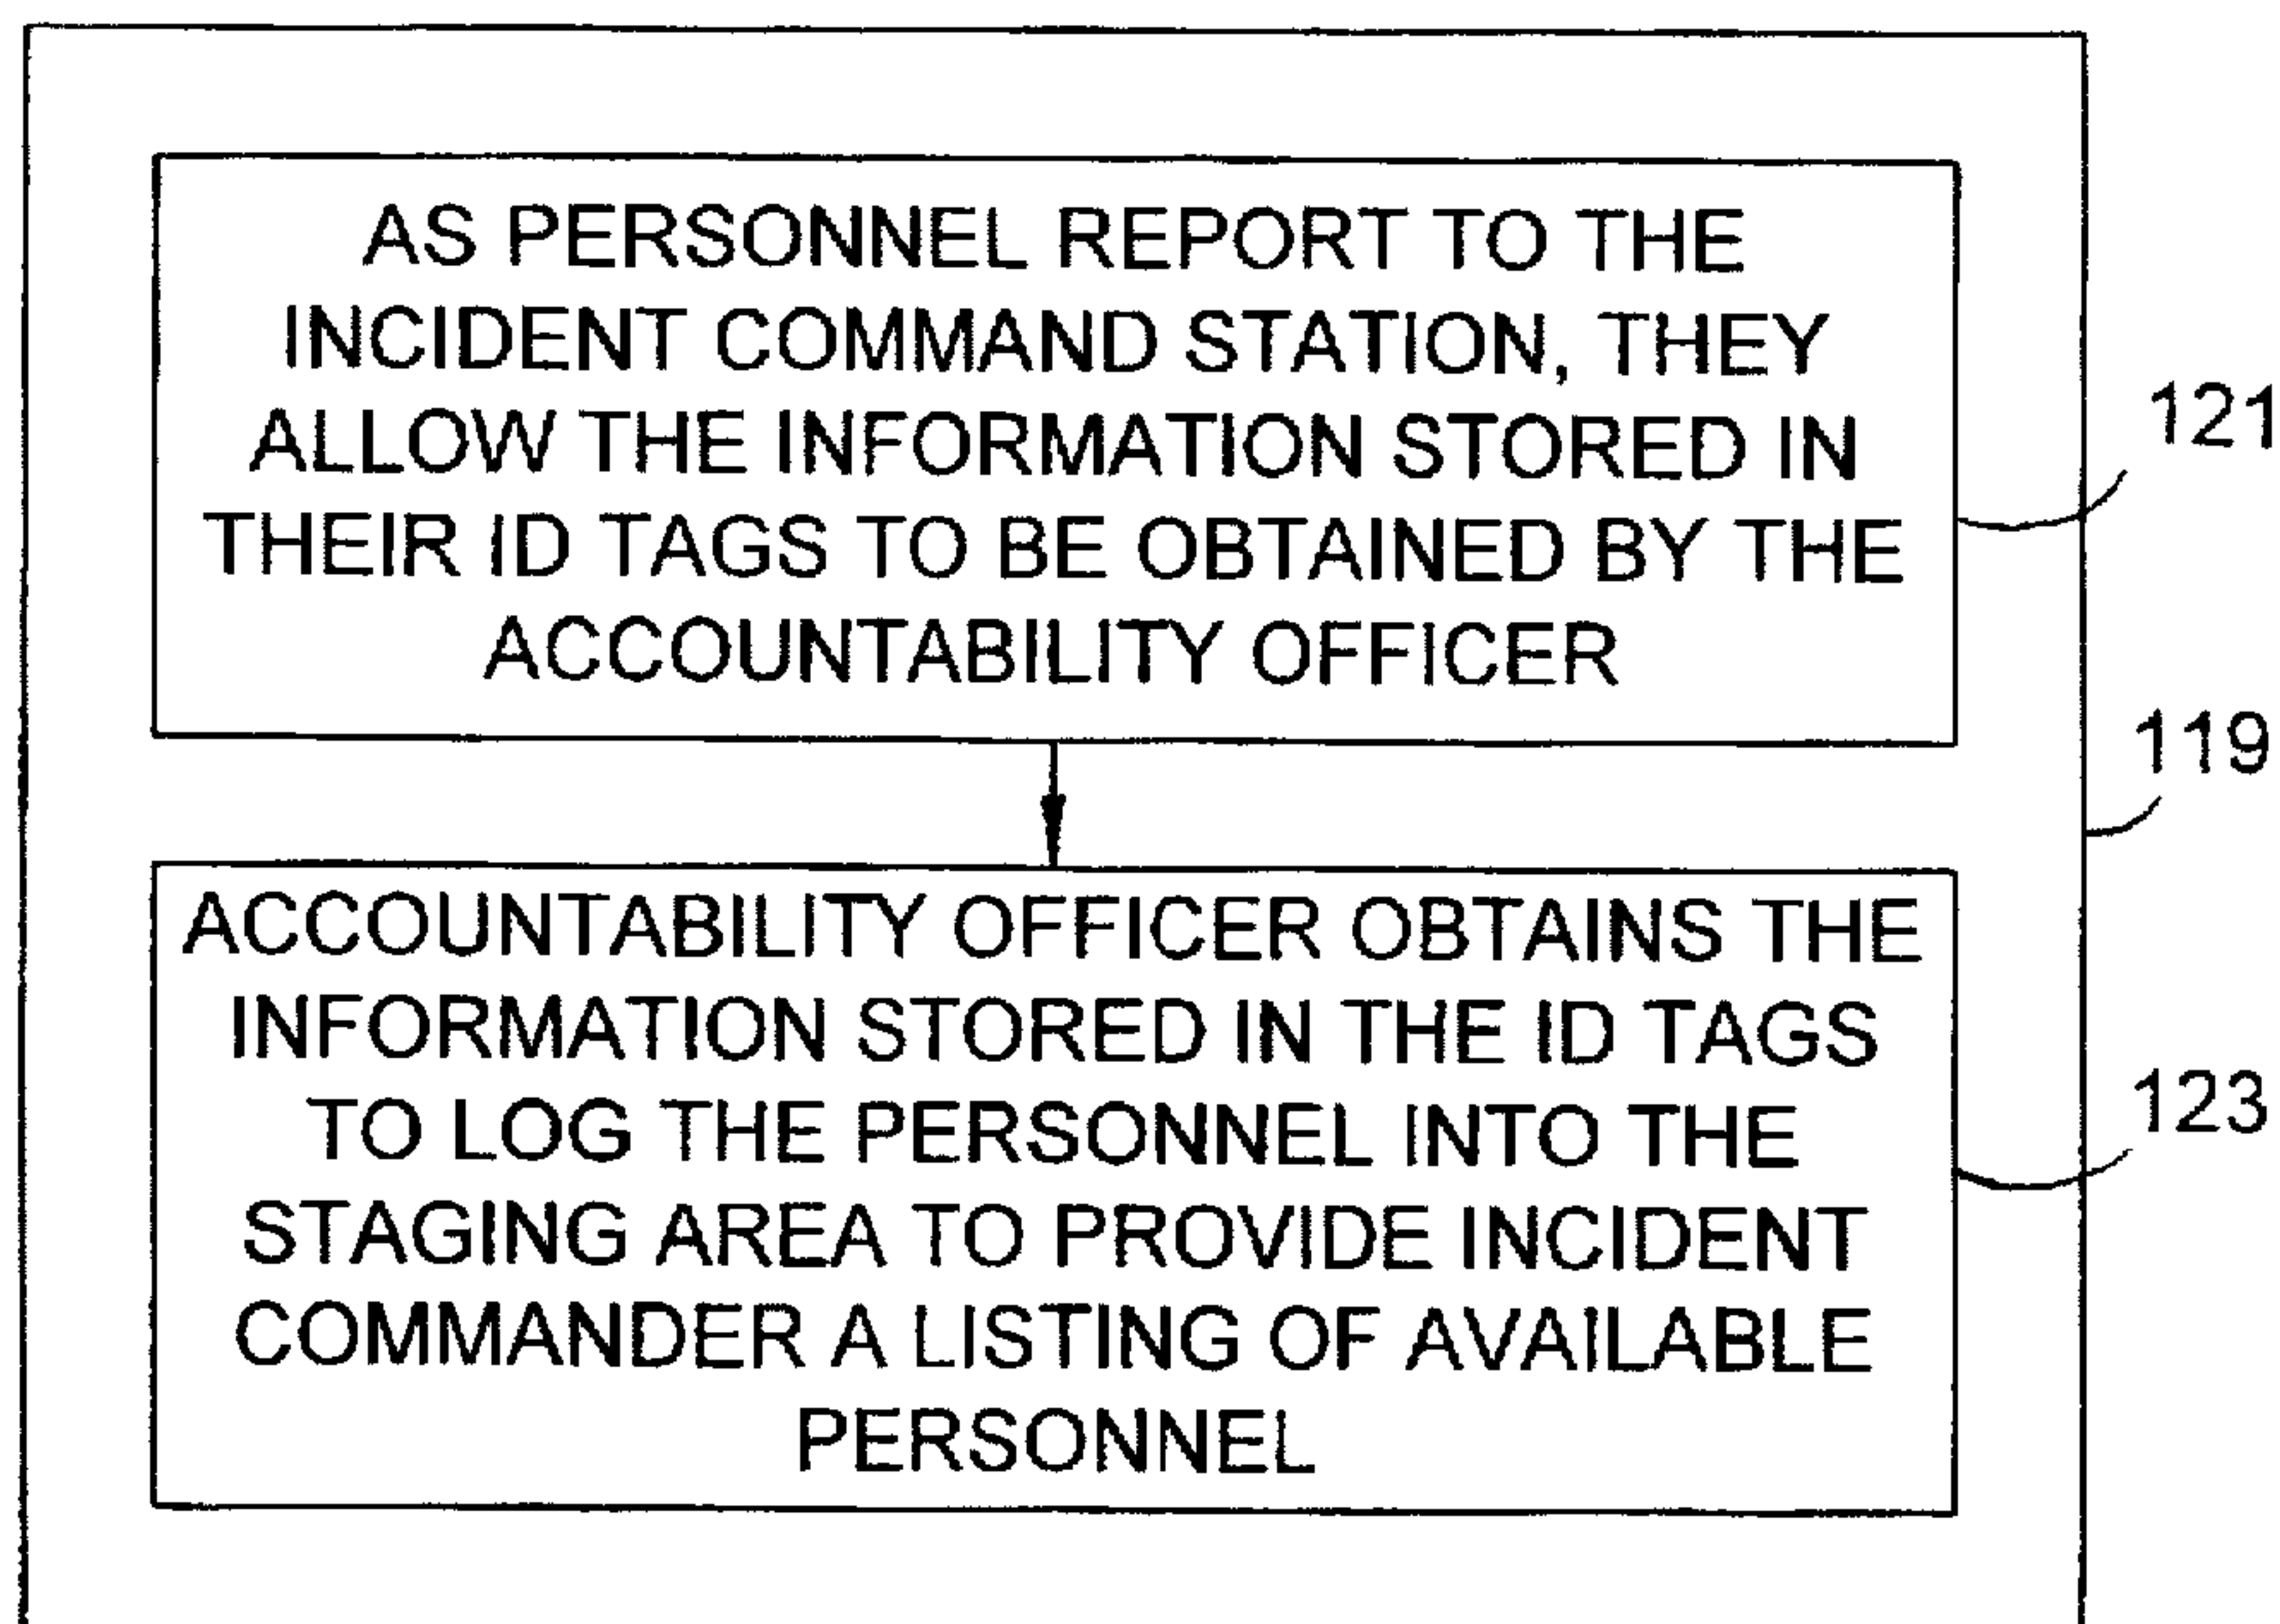 AS PERSONNEL REPORT TO THE
INCIDENT COMMAND STATION, THEY
ALLOW THE INFORMATION STORED IN
THEIR ID TAGS TO BE OBTAINED BY THE
ACCOUNTABILITY OFFICER
121
119
ACCOUNTABILITY OFFICER OBTAINS THE
INFORMATION STORED IN THE ID TAGS
TO LOG THE PERSONNEL INTO THE
STAGING AREA TO PROVIDE INCIDENT
COMMANDER A LISTING OF AVAILABLE
PERSONNEL
123